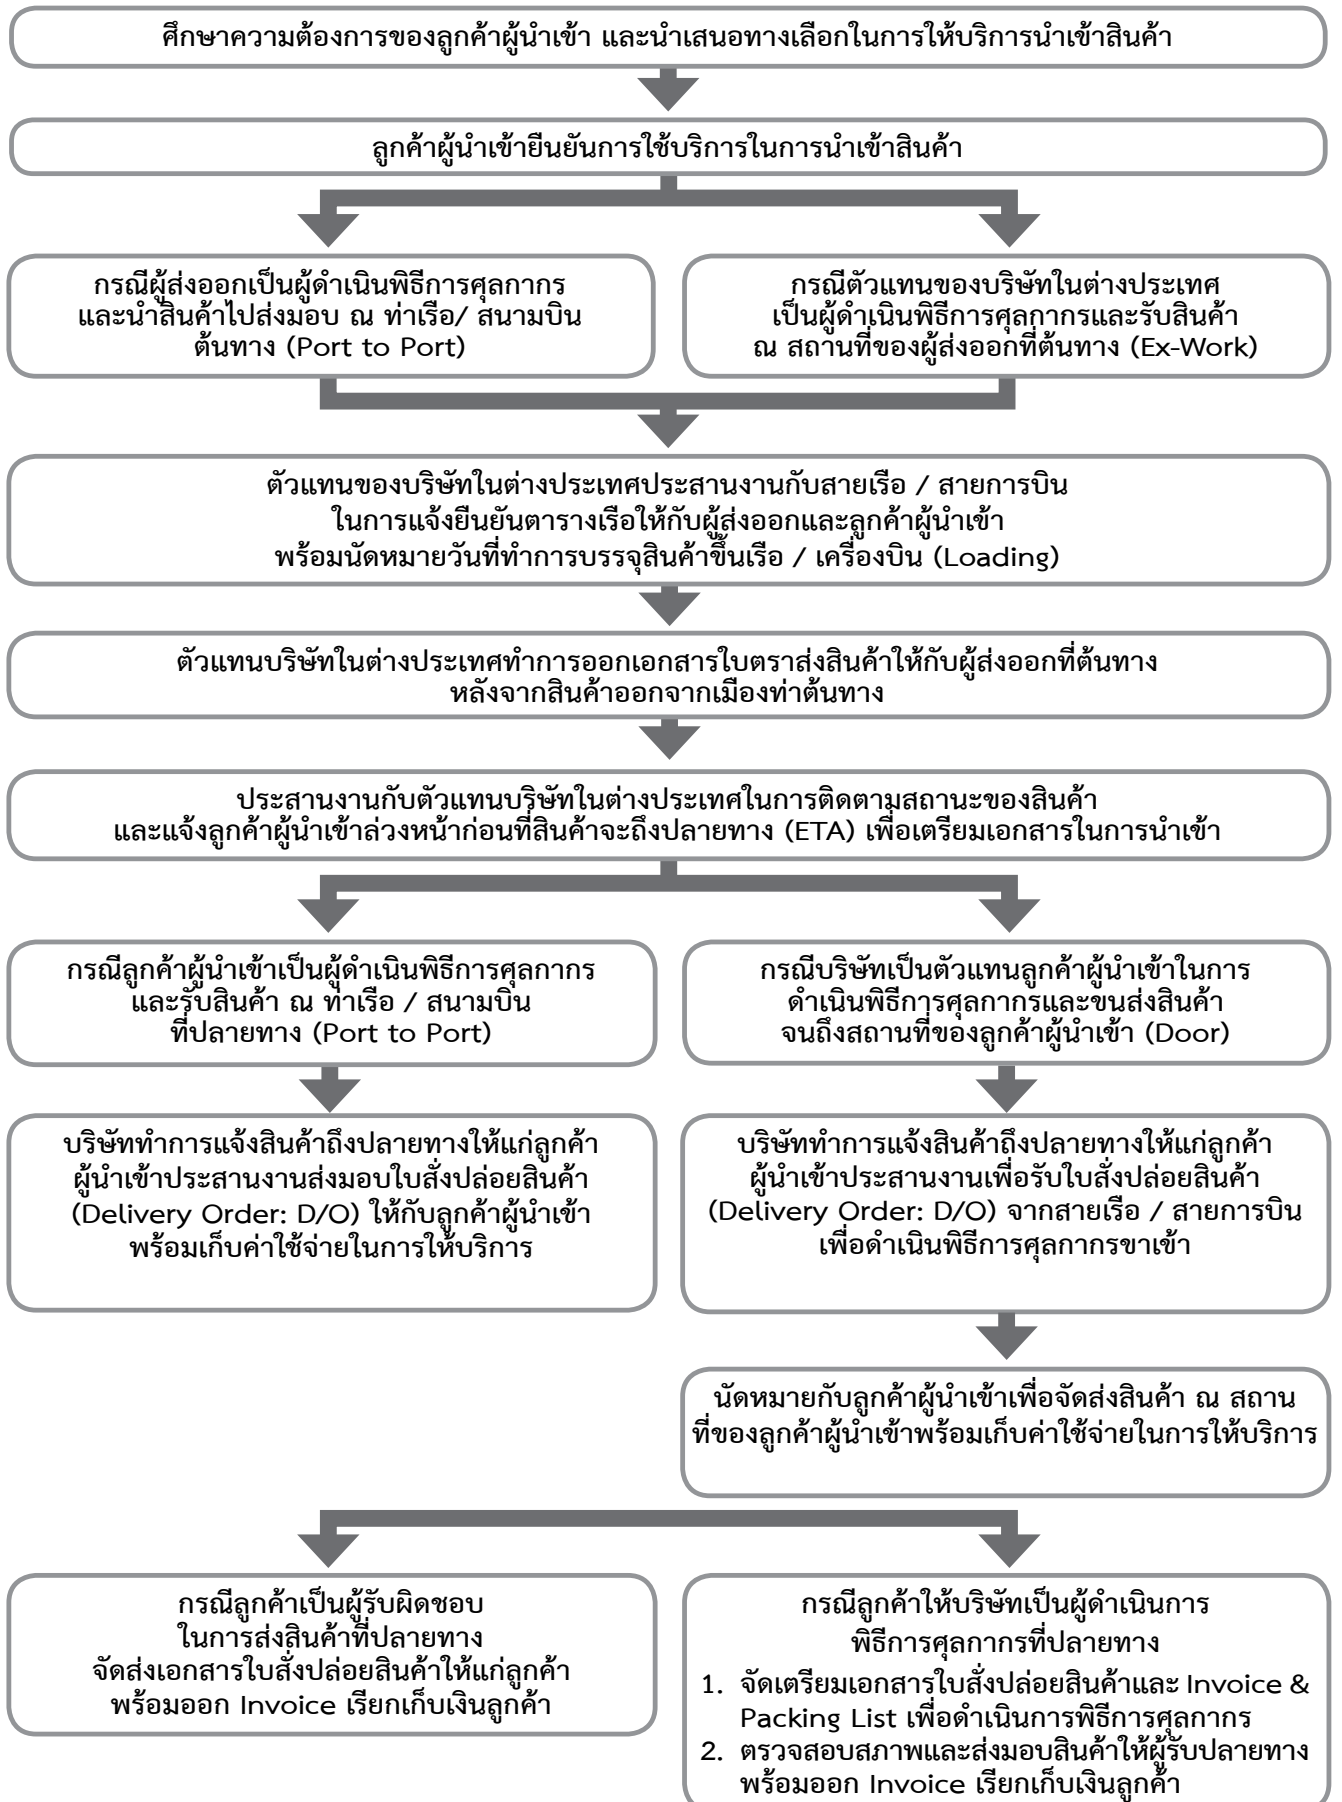 ศึกษาความต้องการของลูกค้าผู้นำเข้า และนำเสนอทางเลือกในการให้บริการนำเข้าสินค้า
ลูกค้าผู้นำเข้ายืนยันการใช้บริการในการนำเข้าสินค้า
กรณีผู้ส่งออกเป็นผู้ดำเนินพิธีการศุลกากร
และนำสินค้าไปส่งมอบ ณ ท่าเรือ/ สนามบิน
ต้นทาง (Port to Port)
กรณีตัวแทนของบริษัทในต่างประเทศ
เป็นผู้ดำเนินพิธีการศุลกากรและรับสินค้า
ณ สถานที่ของผู้ส่งออกที่ต้นทาง (Ex-Work)
ตัวแทนของบริษัทในต่างประเทศประสานงานกับสายเรือ / สายการบิน
ในการแจ้งยืนยันตารางเรือให้กับผู้ส่งออกและลูกค้าผู้นำเข้า
พร้อมนัดหมายวันที่ทำการบรรจุสินค้าขึ้นเรือ / เครื่องบิน (Loading)
ตัวแทนบริษัทในต่างประเทศทำการออกเอกสารใบตราส่งสินค้าให้กับผู้ส่งออกที่ต้นทาง
หลังจากสินค้าออกจากเมืองท่าต้นทาง
ประสานงานกับตัวแทนบริษัทในต่างประเทศในการติดตามสถานะของสินค้า
และแจ้งลูกค้าผู้นำเข้าล่วงหน้าก่อนที่สินค้าจะถึงปลายทาง (ETA) เพื่อเตรียมเอกสารในการนำเข้า
กรณีลูกค้าผู้นำเข้าเป็นผู้ดำเนินพิธีการศุลกากร
และรับสินค้า ณ ท่าเรือ / สนามบิน
ที่ปลายทาง (Port to Port)
กรณีบริษัทเป็นตัวแทนลูกค้าผู้นำเข้าในการ
ดำเนินพิธีการศุลกากรและขนส่งสินค้า
จนถึงสถานที่ของลูกค้าผู้นำเข้า (Door)
บริษัททำการแจ้งสินค้าถึงปลายทางให้แก่ลูกค้า
ผู้นำเข้าประสานงานส่งมอบใบสั่งปล่อยสินค้า
(Delivery Order: D/O) ให้กับลูกค้าผู้นำเข้า
พร้อมเก็บค่าใช้จ่ายในการให้บริการ
บริษัททำการแจ้งสินค้าถึงปลายทางให้แก่ลูกค้า
ผู้นำเข้าประสานงานเพื่อรับใบสั่งปล่อยสินค้า
(Delivery Order: D/O) จากสายเรือ / สายการบิน
เพื่อดำเนินพิธีการศุลกากรขาเข้า
นัดหมายกับลูกค้าผู้นำเข้าเพื่อจัดส่งสินค้า ณ สถาน
ที่ของลูกค้าผู้นำเข้าพร้อมเก็บค่าใช้จ่ายในการให้บริการ
กรณีลูกค้าเป็นผู้รับผิดชอบ
ในการส่งสินค้าที่ปลายทาง
จัดส่งเอกสารใบสั่งปล่อยสินค้าให้แก่ลูกค้า
พร้อมออก Invoice เรียกเก็บเงินลูกค้า
กรณีลูกค้าให้บริษัทเป็นผู้ดำเนินการ
พิธีการศุลกากรที่ปลายทาง
1. จัดเตรียมเอกสารใบสั่งปล่อยสินค้าและ Invoice &
Packing List เพื่อดำเนินการพิธีการศุลกากร
2. ตรวจสอบสภาพและส่งมอบสินค้าให้ผู้รับปลายทาง
พร้อมออก Invoice เรียกเก็บเงินลูกค้า